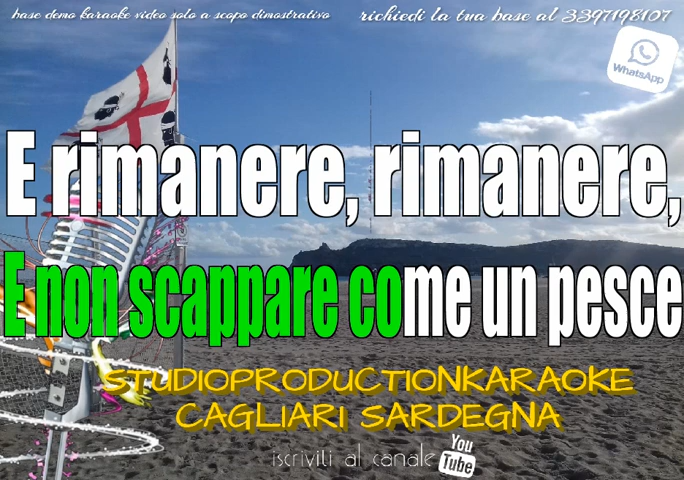 base demo karaoke video solo a scopo dimostrativo
richiedi la tua base al 3397198107
WhatsApp
E rimanere, rimanere,
E non scappare come un pesce
STUDIOPRODUCTIONKARAOKE
CAGLIARI SARDEGNA
iscriviti al canale You Tube